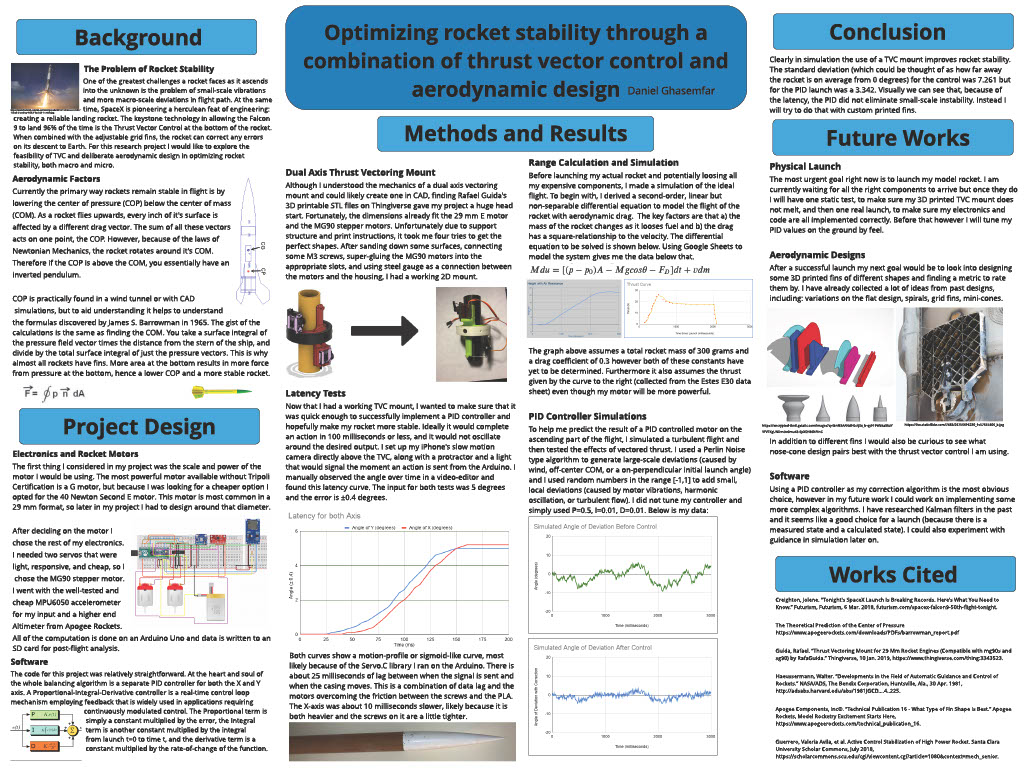 Background
The Problem of Rocket Stability
One of the greatest challenges a rocket faces as it ascends
into the unknown is the problem of small-scale vibrations
and more macro-scale deviations in flight path. At the same
time, SpaceX is pioneering a herculean feat of engineering:
creating a reliable landing rocket. The keystone technology in allowing the Falcon
9 to land 96% of the time is the Thrust Vector Control at the bottom of the rocket.
When combined with the adjustable grid fins, the rocket can correct any errors
on its descent to Earth. For this research project I would like to explore the
feasibility of TVC and deliberate aerodynamic design in optimizing rocket
stability, both macro and micro.
Aerodynamic Factors
Currently the primary way rockets remain stable in flight is by
lowering the center of pressure (COP) below the center of mass
(COM). As a rocket flies upwards, every inch of it's surface is
affected by a different drag vector. The sum of all these vectors
acts on one point, the COP. However, because of the laws of
Newtonian Mechanics, the rocket rotates around it's COM.
Therefore if the COP is above the COM, you essentially have an
inverted pendulum.
CG
CP
COP is practically found in a wind tunnel or with CAD
simulations, but to aid understanding it helps to understand
the formulas discovered by James S. Barrowman in 1965. The gist of the
calculations is the same as finding the COM. You take a surface integral of
the pressure field vector times the distance from the stern of the ship, and
divide by the total surface integral of just the pressure vectors. This is why
almost all rockets have fins. More area at the bottom results in more force
from pressure at the bottom, hence a lower COP and a more stable rocket.
F= ∮ p n dA
Project Design
Electronics and Rocket Motors
The first thing I considered in my project was the scale and power of the
motor I would be using. The most powerful motor available without Tripoli
Certification is a G motor, but because I was looking for a cheaper option I
opted for the 40 Newton Second E motor. This motor is most common in a
29 mm format, so later in my project I had to design around that diameter.
After deciding on the motor I
chose the rest of my electronics.
I needed two servos that were
light, responsive, and cheap, so I
chose the MG90 stepper motor.
I went with the well-tested and
cheap MPU6050 accelerometer
for my input and a higher end
Altimeter from Apogee Rockets.
All of the computation is done on an Arduino Uno and data is written to an
SD card for post-flight analysis.
Software
The code for this project was relatively straightforward. At the heart and soul of
the whole balancing algorithm is a separate PID controller for both the X and Y
axis. A Proportional-Integral-Derivative controller is a real-time control loop
mechanism employing feedback that is widely used in applications requiring
continuously modulated control. The Proportional term is
simply a constant multiplied by the error, the Integral
term is another constant multiplied by the integral
from launch t=0 to time t, and the derivative term is a
constant multiplied by the rate-of-change of the function.
P
I
D
Σ
Optimizing rocket stability through a
combination of thrust vector control and
aerodynamic design Daniel Ghasemfar
Methods and Results
Dual Axis Thrust Vectoring Mount
Although I understood the mechanics of a dual axis vectoring
mount and could likely create one in CAD, finding Rafael Guida's
3D printable STL files on Thingiverse gave my project a huge head
start. Fortunately, the dimensions already fit the 29 mm E motor
and the MG90 stepper motors. Unfortunately due to support
structure and print instructions, it took me four tries to get the
perfect shapes. After sanding down some surfaces, connecting
some M3 screws, super-gluing the MG90 motors into the
appropriate slots, and using steel gauge as a connection between
the motors and the housing, I had a working 2D mount.
Latency Tests
Now that I had a working TVC mount, I wanted to make sure that it
was quick enough to successfully implement a PID controller and
hopefully make my rocket more stable. Ideally it would complete
an action in 100 milliseconds or less, and it would not oscillate
around the desired output. I set up my iPhone's slow motion
camera directly above the TVC, along with a protractor and a light
that would signal the moment an action is sent from the Arduino. I
manually observed the angle over time in a video-editor and
found this latency curve. The input for both tests was 5 degrees
and the error is ±0.4 degrees.
Latency for both Axis
Angle of Y (degrees) Angle of X (degrees)
Angle (± 0.4)
6
4
2
0
0 25 50 75 100 125 150 175 200
Time (ms)
Both curves show a motion-profile or sigmoid-like curve, most
likely because of the Servo.C library I ran on the Arduino. There is
about 25 milliseconds of lag between when the signal is sent and
when the casing moves. This is a combination of data lag and the
motors overcoming the friction between the screws and the PLA.
The X-axis was about 10 milliseconds slower, likely because it is
both heavier and the screws on it are a little tighter.
Range Calculation and Simulation
Before launching my actual rocket and potentially loosing all
my expensive components, I made a simulation of the ideal
flight. To begin with, I derived a second-order, linear but
non-separable differential equation to model the flight of the
rocket with aerodynamic drag. The key factors are that a) the
mass of the rocket changes as it looses fuel and b) the drag
has a square-relationship to the velocity. The differential
equation to be solved is shown below. Using Google Sheets to
model the system gives me the data below that.
Mdu = [(p − p₀)A − Mgcosθ − F_D]dt + vdm
Thrust Curve
The graph above assumes a total rocket mass of 300 grams and
a drag coefficient of 0.3 however both of these constants have
yet to be determined. Furthermore it also assumes the thrust
given by the curve to the right (collected from the Estes E30 data
sheet) even though my motor will be more powerful.
PID Controller Simulations
To help me predict the result of a PID controlled motor on the
ascending part of the flight, I simulated a turbulent flight and
then tested the effects of vectored thrust. I used a Perlin Noise
type algorithm to generate large-scale deviations (caused by
wind, off-center COM, or a on-perpendicular initial launch angle)
and I used random numbers in the range [-1,1] to add small,
local deviations (caused by motor vibrations, harmonic
oscillation, or turbulent flow). I did not tune my controller and
simply used P=0.5, I=0.01, D=0.01. Below is my data:
Simulated Angle of Deviation Before Control
Angle (degrees)
20
10
0
-10
-20
0 1000 2000 3000
Time (milliseconds)
Simulated Angle of Deviation After Control
Angle of Deviation with Correction
20
10
0
-10
-20
0 1000 2000 3000
Time (milliseconds)
Conclusion
Clearly in simulation the use of a TVC mount improves rocket stability.
The standard deviation (which could be thought of as how far away
the rocket is on average from 0 degrees) for the control was 7.261 but
for the PID launch was a 3.342. Visually we can see that, because of
the latency, the PID did not eliminate small-scale instability. Instead I
will try to do that with custom printed fins.
Future Works
Physical Launch
The most urgent goal right now is to launch my model rocket. I am
currently waiting for all the right components to arrive but once they do
I will have one static test, to make sure my 3D printed TVC mount does
not melt, and then one real launch, to make sure my electronics and
code are all implemented correctly. Before that however I will tune my
PID values on the ground by feel.
Aerodynamic Designs
After a successful launch my next goal would be to look into designing
some 3D printed fins of different shapes and finding a metric to rate
them by. I have already collected a lot of ideas from past designs,
including: variations on the flat design, spirals, grid fins, mini-cones.
In addition to different fins I would also be curious to see what
nose-cone design pairs best with the thrust vector control I am using.
Software
Using a PID controller as my correction algorithm is the most obvious
choice, however in my future work I could work on implementing some
more complex algorithms. I have researched Kalman filters in the past
and it seems like a good choice for a launch (because there is a
measured state and a calculated state). I could also experiment with
guidance in simulation later on.
Works Cited
Creighton, Jolene. "Tonight's SpaceX Launch Is Breaking Records. Here's What You Need to
Know." Futurism, Futurism, 6 Mar. 2018, futurism.com/spacex-falcon9-50th-flight-tonight.
The Theoretical Prediction of the Center of Pressure
https://www.apogeerockets.com/downloads/PDFs/barrowman_report.pdf
Guida, Rafael. "Thrust Vectoring Mount for 29 Mm Rocket Engines (Compatible with mg90s and
sg90) by RafaGuida." Thingiverse, 10 Jan. 2019, https://www.thingiverse.com/thing:3343523.
Haeussermann, Walter. "Developments in the Field of Automatic Guidance and Control of
Rockets." NASA/ADS, The Bendix Corporation, Huntsville, Ala., 30 Apr. 1981,
http://adsabs.harvard.edu/abs/1981JGCD...4..225.
Apogee Components, IncD. "Technical Publication 16 - What Type of Fin Shape is Best." Apogee
Rockets, Model Rocketry Excitement Starts Here,
https://www.apogeerockets.com/technical_publication_16.
Guerrero, Valeria Avila, et al. Active Control Stabilization of High Power Rocket. Santa Clara
University Scholar Commons, July 2018,
https://scholarcommons.scu.edu/cgi/viewcontent.cgi?article=1080&context=mech_senior.